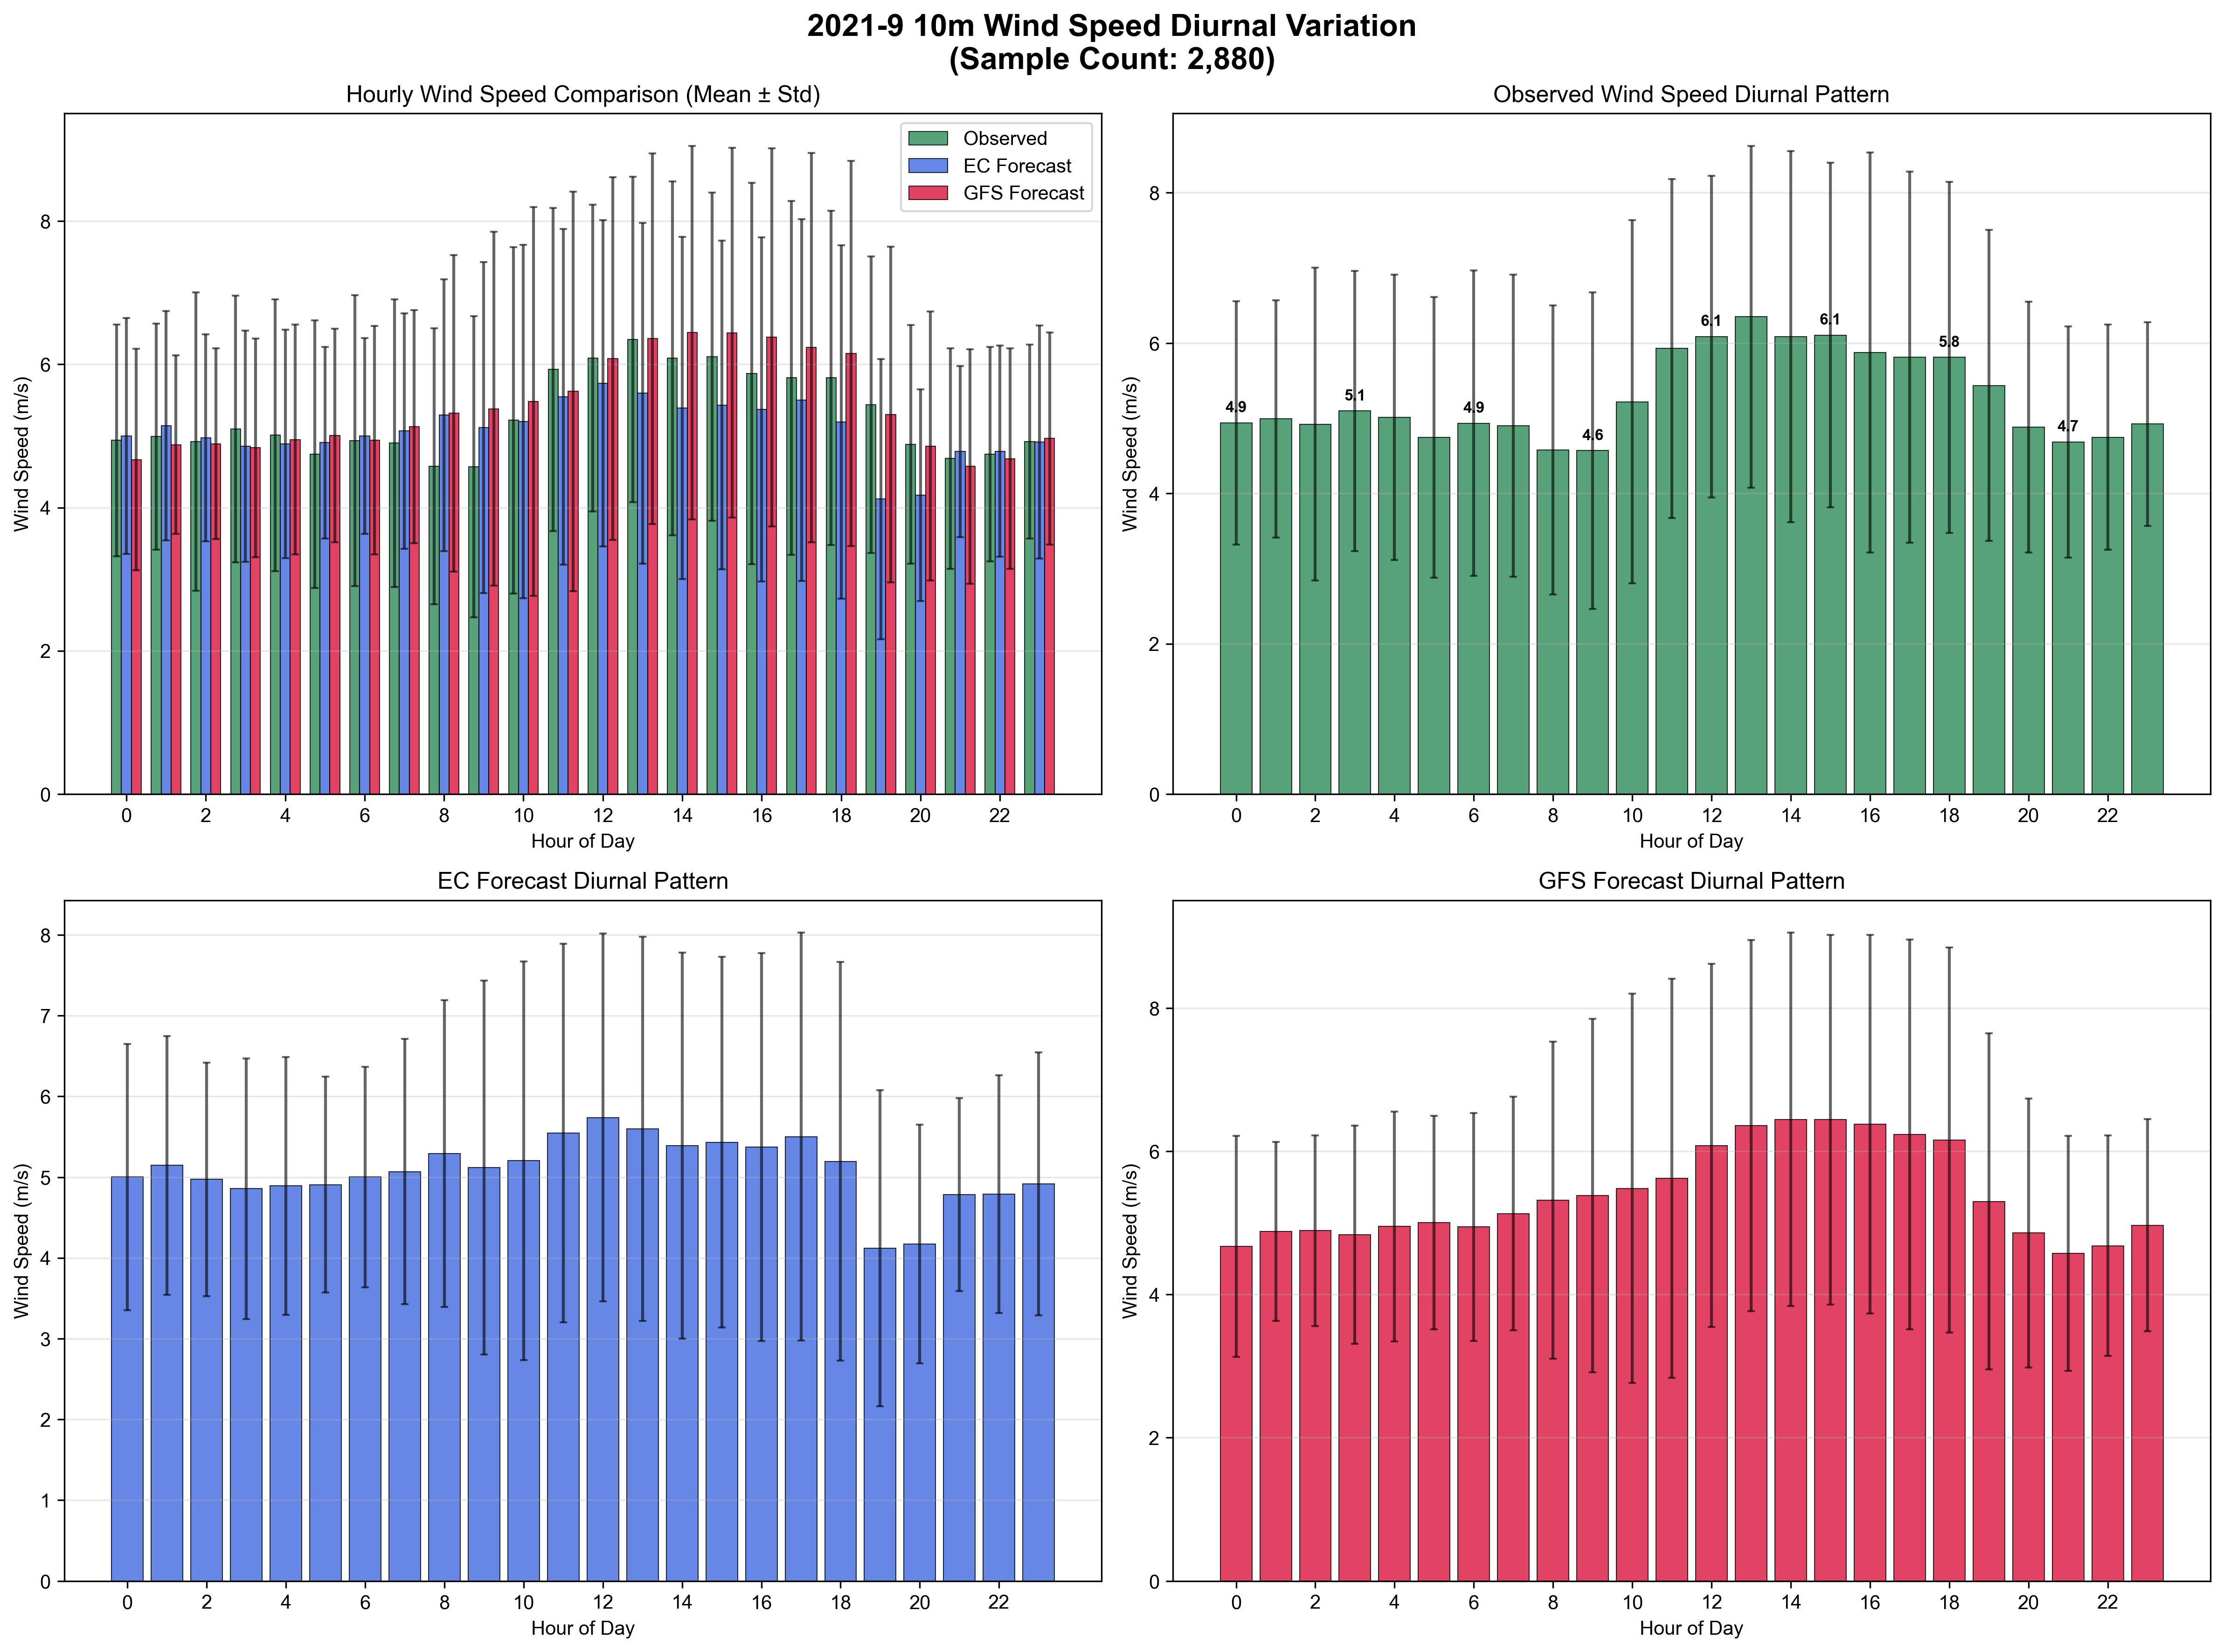 2021-9 10m Wind Speed Diurnal Variation
(Sample Count: 2,880)
Hourly Wind Speed Comparison (Mean ± Std)
Observed
EC Forecast
GFS Forecast
Wind Speed (m/s)
8
6
4
2
0
0 2 4 6 8 10 12 14 16 18 20 22
Hour of Day
Observed Wind Speed Diurnal Pattern
Wind Speed (m/s)
8
6
4
2
0
4.9 5.1 4.9 4.6 6.1 6.1 5.8 4.7
0 2 4 6 8 10 12 14 16 18 20 22
Hour of Day
EC Forecast Diurnal Pattern
Wind Speed (m/s)
8
7
6
5
4
3
2
1
0
0 2 4 6 8 10 12 14 16 18 20 22
Hour of Day
GFS Forecast Diurnal Pattern
Wind Speed (m/s)
8
6
4
2
0
0 2 4 6 8 10 12 14 16 18 20 22
Hour of Day